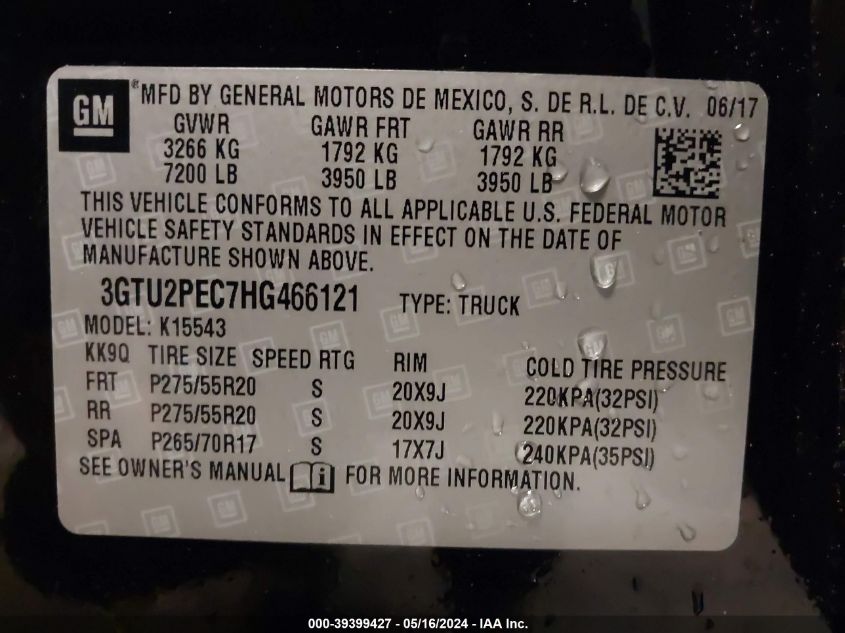 GM ® MFD BY GENERAL MOTORS DE MEXICO, S. DE R.L. DE C.V. 06/17
GVWR GAWR FRT GAWR RR
3266 KG 1792 KG 1792 KG
7200 LB 3950 LB 3950 LB
THIS VEHICLE CONFORMS TO ALL APPLICABLE U.S. FEDERAL MOTOR
VEHICLE SAFETY STANDARDS IN EFFECT ON THE DATE OF
MANUFACTURE SHOWN ABOVE.
3GTU2PEC7HG466121 TYPE: TRUCK
MODEL: K15543
KK9Q TIRE SIZE SPEED RTG RIM COLD TIRE PRESSURE
FRT P275/55R20 S 20X9J 220KPA(32PSI)
RR P275/55R20 S 20X9J 220KPA(32PSI)
SPA P265/70R17 S 17X7J 240KPA(35PSI)
SEE OWNER'S MANUAL i FOR MORE INFORMATION.
000-39399427 - 05/16/2024 - IAA Inc.